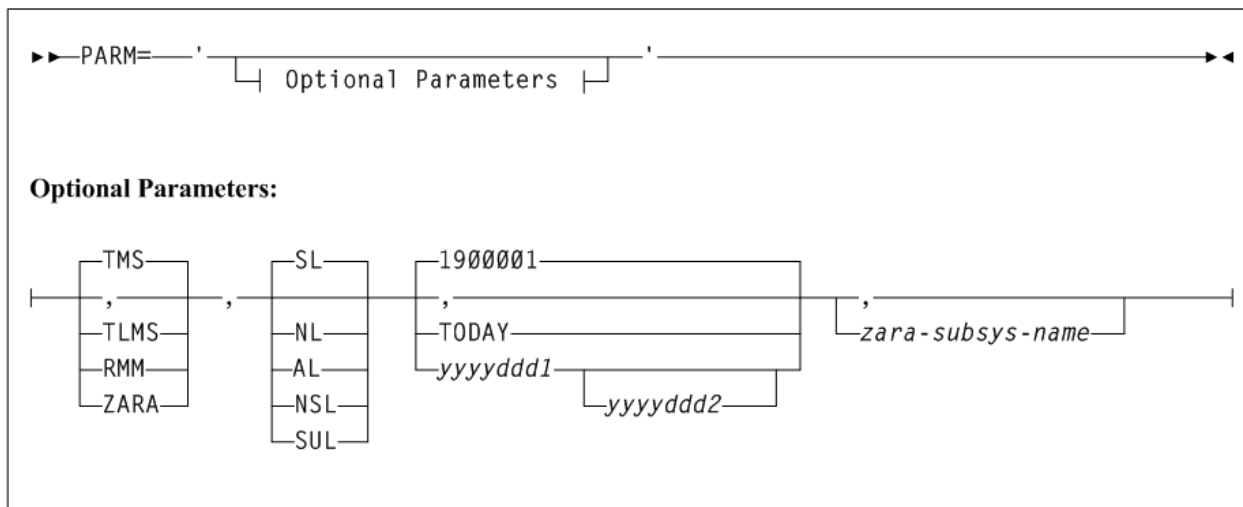 PARM= ' '
Optional Parameters
Optional Parameters:
TMS SL 19ØØØØ1
, , , , ,
TLMS NL TODAY zara-subsys-name
RMM AL yyyyddd1
ZARA NSL yyyyddd2
SUL